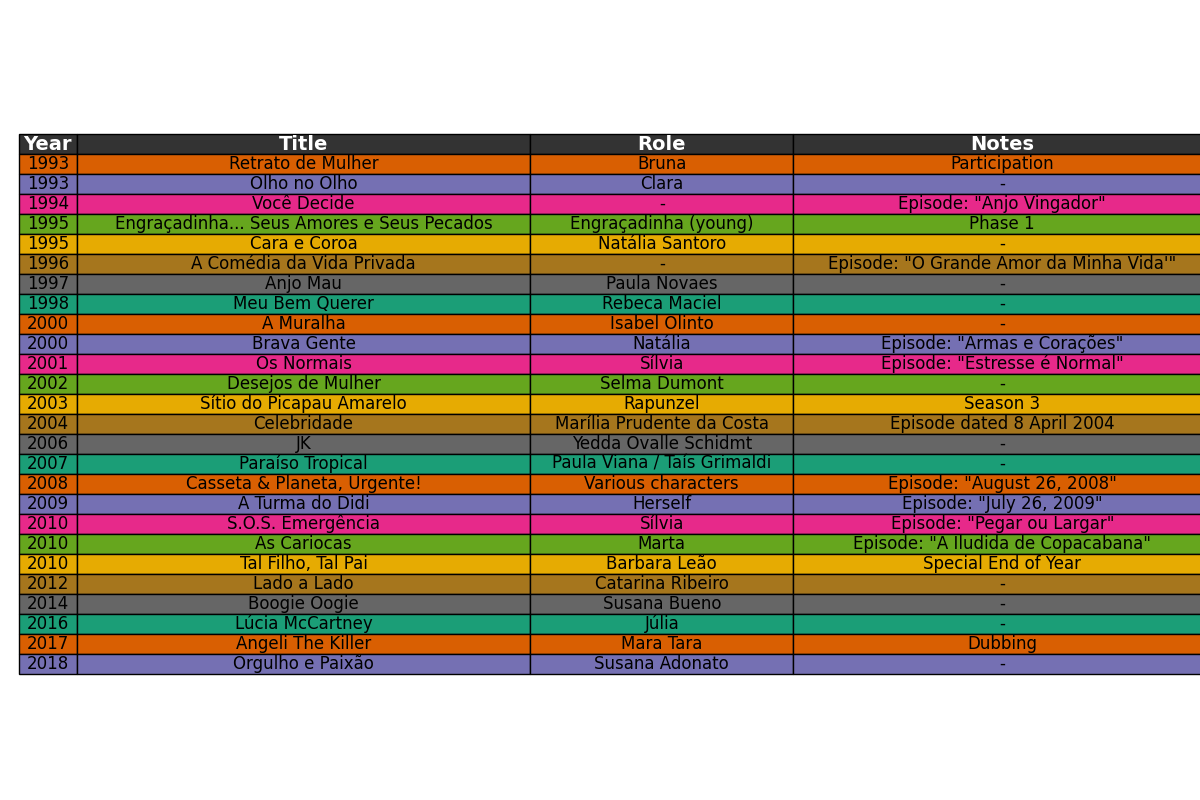 Year Title Role Notes
1993 Retrato de Mulher Bruna Participation
1993 Olho no Olho Clara -
1994 Você Decide - Episode: "Anjo Vingador"
1995 Engraçadinha... Seus Amores e Seus Pecados Engraçadinha (young) Phase 1
1995 Cara e Coroa Natália Santoro -
1996 A Comédia da Vida Privada - Episode: "O Grande Amor da Minha Vida'"
1997 Anjo Mau Paula Novaes -
1998 Meu Bem Querer Rebeca Maciel -
2000 A Muralha Isabel Olinto -
2000 Brava Gente Natália Episode: "Armas e Corações"
2001 Os Normais Sílvia Episode: "Estresse é Normal"
2002 Desejos de Mulher Selma Dumont -
2003 Sítio do Picapau Amarelo Rapunzel Season 3
2004 Celebridade Marília Prudente da Costa Episode dated 8 April 2004
2006 JK Yedda Ovalle Schidmt -
2007 Paraíso Tropical Paula Viana / Taís Grimaldi -
2008 Casseta & Planeta, Urgente! Various characters Episode: "August 26, 2008"
2009 A Turma do Didi Herself Episode: "July 26, 2009"
2010 S.O.S. Emergência Sílvia Episode: "Pegar ou Largar"
2010 As Cariocas Marta Episode: "A Iludida de Copacabana"
2010 Tal Filho, Tal Pai Barbara Leão Special End of Year
2012 Lado a Lado Catarina Ribeiro -
2014 Boogie Oogie Susana Bueno -
2016 Lúcia McCartney Júlia -
2017 Angeli The Killer Mara Tara Dubbing
2018 Orgulho e Paixão Susana Adonato -